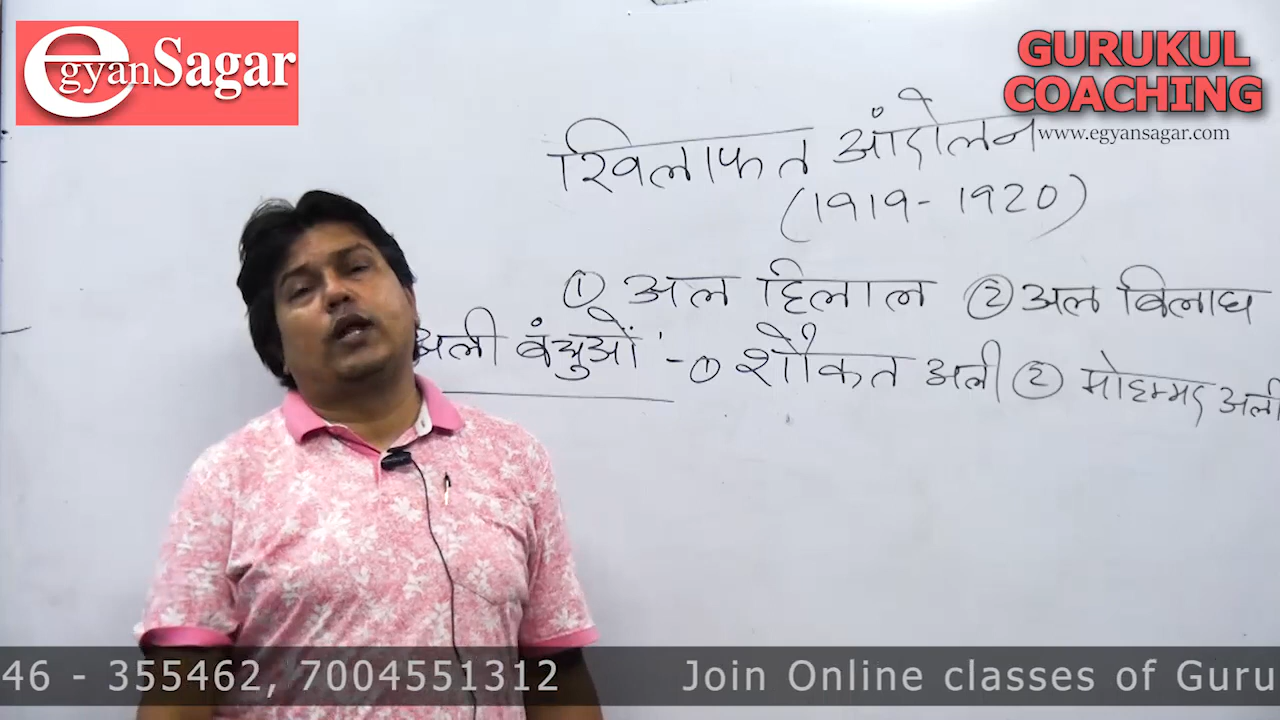 egyanSagar
GURUKUL
COACHING
www.egyansagar.com
खिलाफत आंदोलन
(1919-1920)
① अल हिलाल ② अल बिलाघ
अली बंधुओं - ① शौकत अली ② मोहम्मद अली
46 - 355462, 7004551312 Join Online classes of Guru